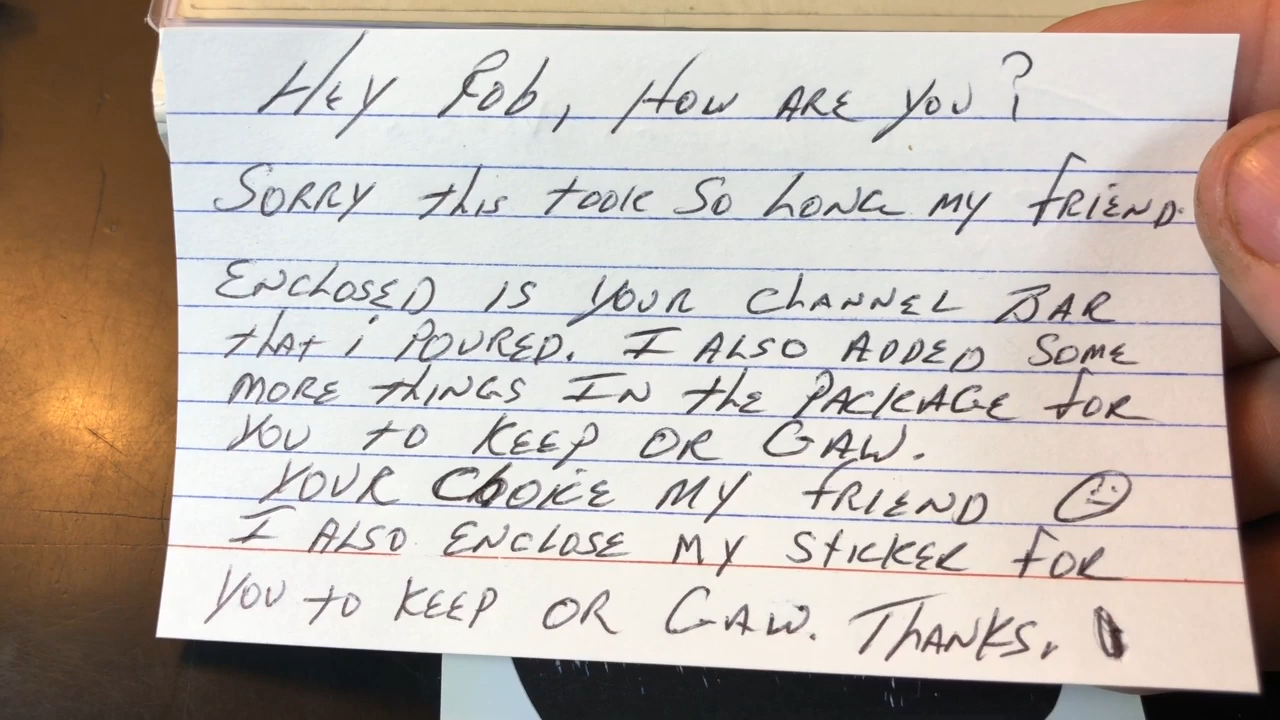 Hey Rob, How are you?
Sorry this took so long my friend.
Enclosed is your channel Bar
that i poured. I also added some
more things In the package for
you to keep or GAW.
Your choice my friend
I also enclose my sticker for
you to keep or GAW. Thanks.